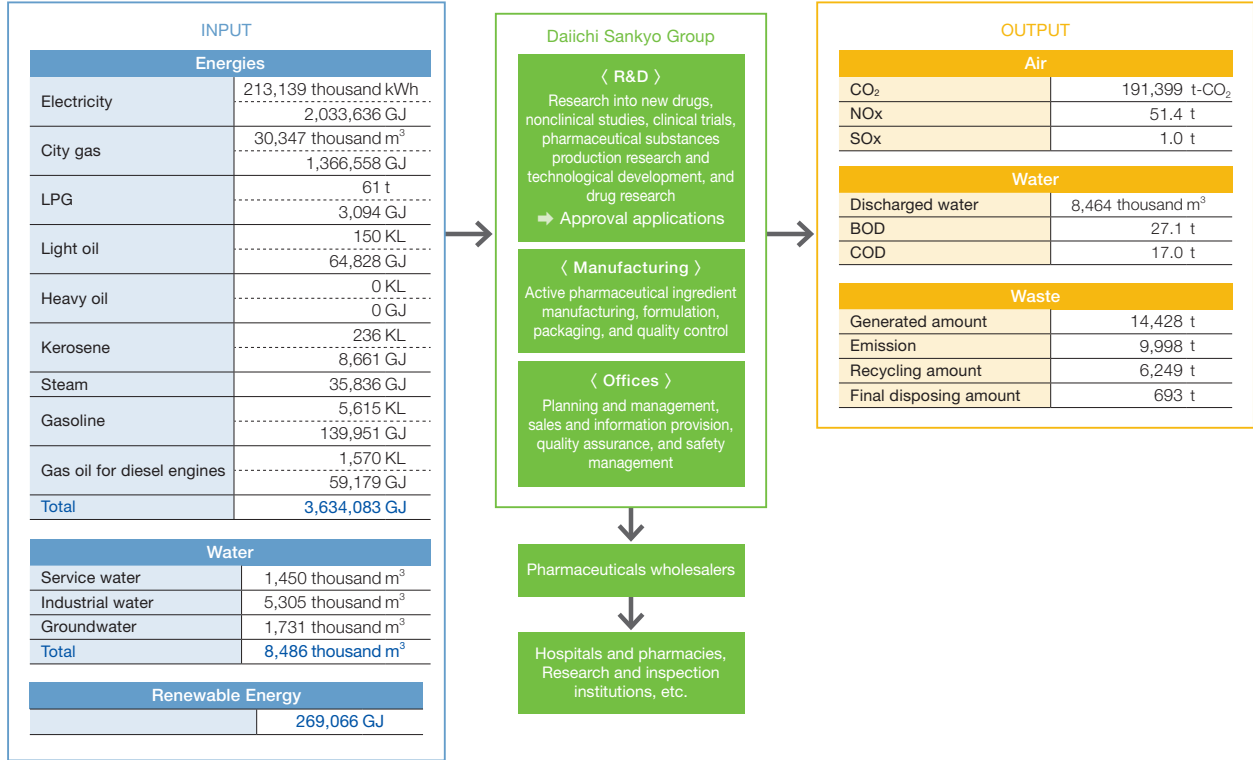 INPUT
Energies
Electricity
213,139 thousand kWh
2,033,636 GJ
City gas
30,347 thousand m³
1,366,558 GJ
LPG
61 t
3,094 GJ
Light oil
150 KL
64,828 GJ
Heavy oil
0 KL
0 GJ
Kerosene
236 KL
8,661 GJ
Steam
35,836 GJ
Gasoline
5,615 KL
139,951 GJ
Gas oil for diesel engines
1,570 KL
59,179 GJ
Total
3,634,083 GJ
Water
Service water
1,450 thousand m³
Industrial water
5,305 thousand m³
Groundwater
1,731 thousand m³
Total
8,486 thousand m³
Renewable Energy
269,066 GJ
Daiichi Sankyo Group
〈 R&D 〉
Research into new drugs,
nonclinical studies, clinical trials,
pharmaceutical substances
production research and
technological development, and
drug research
➡ Approval applications
〈 Manufacturing 〉
Active pharmaceutical ingredient
manufacturing, formulation,
packaging, and quality control
〈 Offices 〉
Planning and management,
sales and information provision,
quality assurance, and safety
management
Pharmaceuticals wholesalers
Hospitals and pharmacies,
Research and inspection
institutions, etc.
OUTPUT
Air
CO₂ 191,399 t-CO₂
NOx 51.4 t
SOx 1.0 t
Water
Discharged water 8,464 thousand m³
BOD 27.1 t
COD 17.0 t
Waste
Generated amount 14,428 t
Emission 9,998 t
Recycling amount 6,249 t
Final disposing amount 693 t